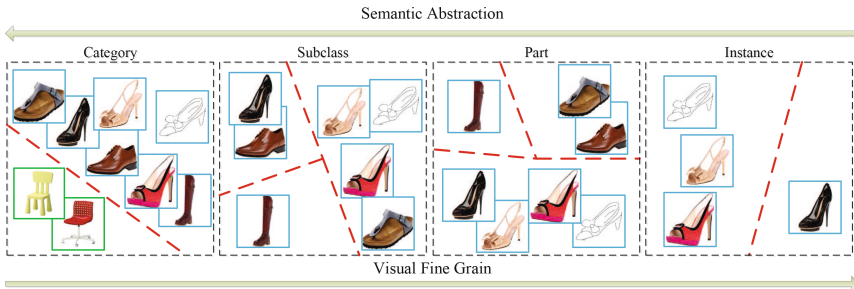 Semantic Abstraction
Category
Subclass
Part
Instance
Visual Fine Grain